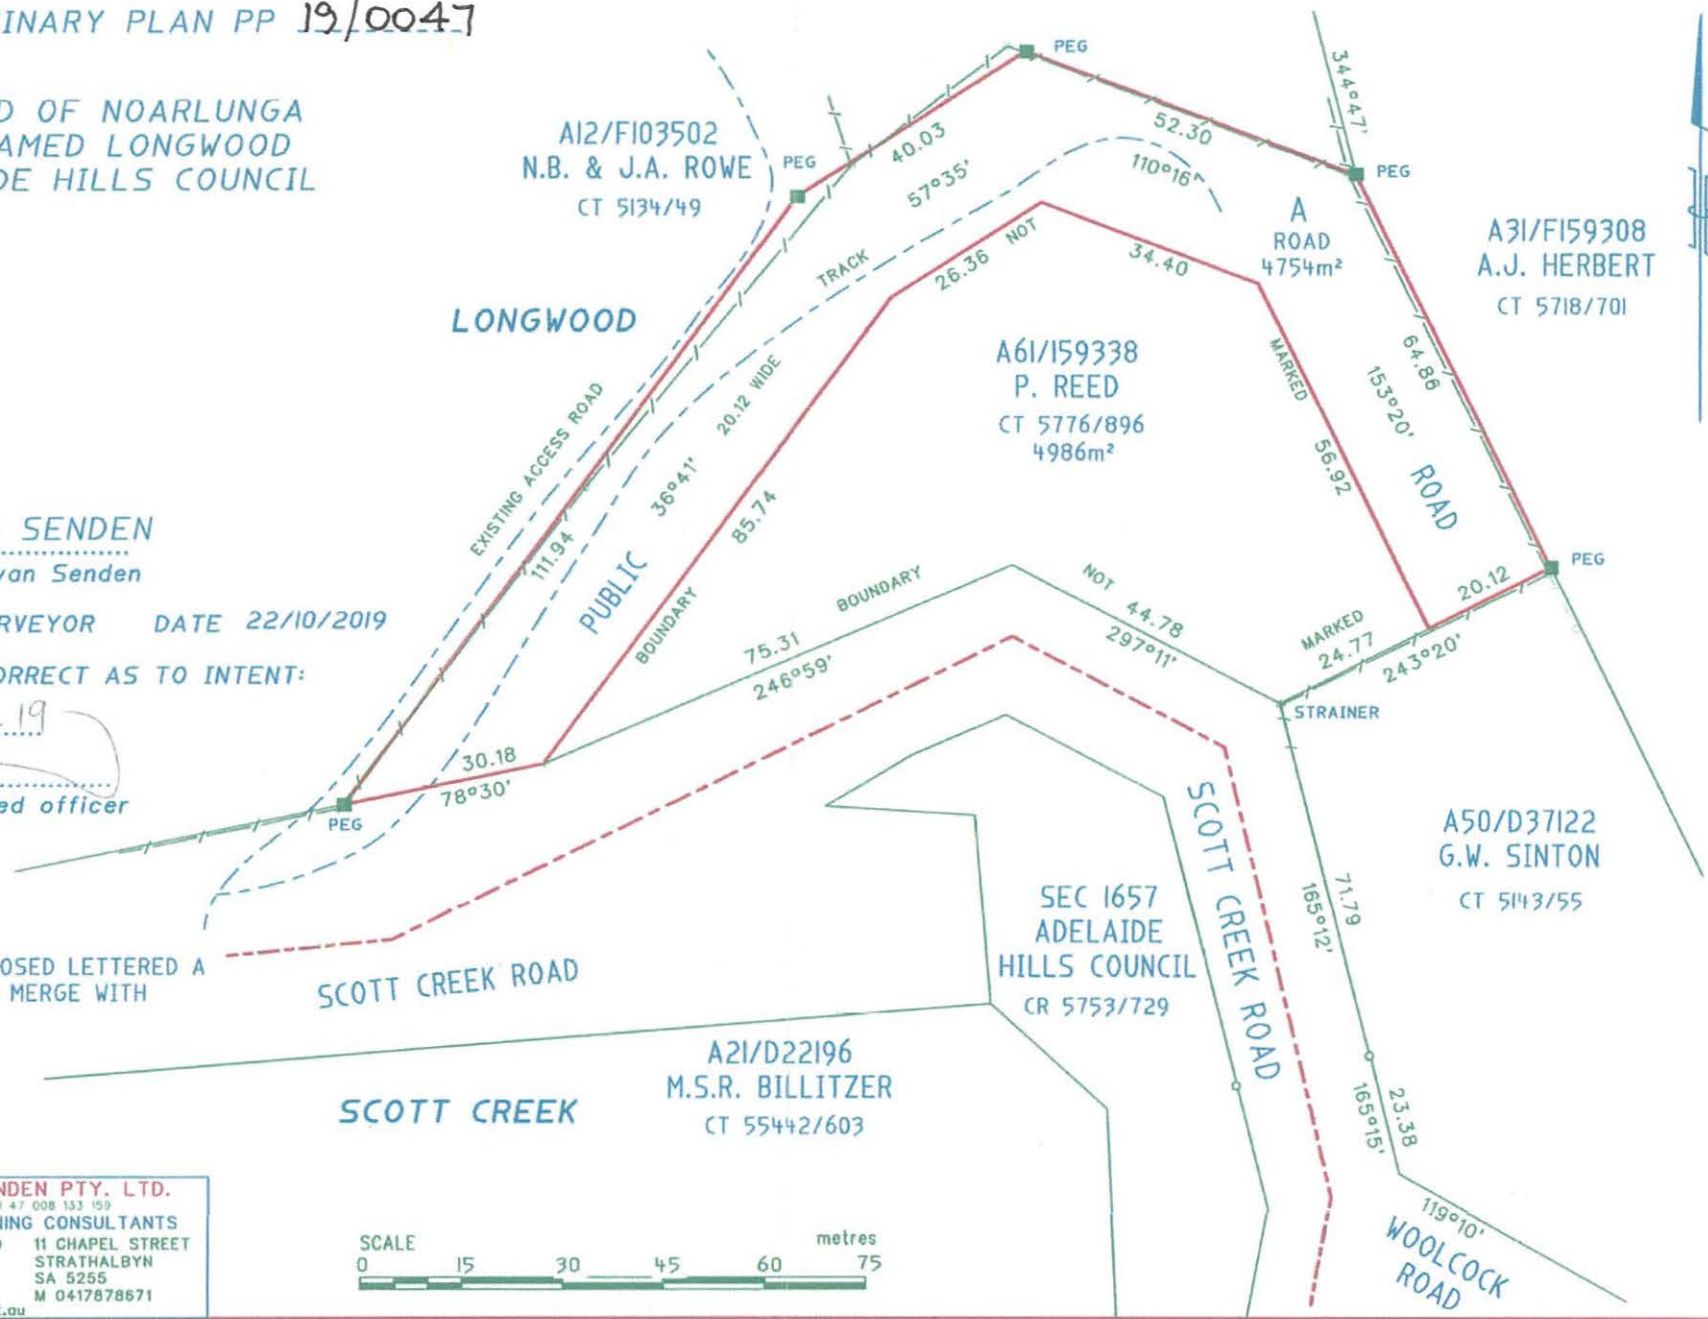 INARY PLAN PP 19/0047
D OF NOARLUNGA
AMED LONGWOOD
DE HILLS COUNCIL
SENDEN
van Senden
RVEYOR DATE 22/10/2019
ORRECT AS TO INTENT:
19
ed officer
OSED LETTERED A
MERGE WITH
NDEN PTY. LTD.
47 008 133 159
NING CONSULTANTS
11 CHAPEL STREET
STRATHALBYN
SA 5255
M 0417878671
.au
A12/F103502
N.B. & J.A. ROWE
CT 5134/49
PEG
PEG
PEG
PEG
PEG
40.03
57°35'
52.30
110°16'
344°47'
A
ROAD
4754m²
A31/F159308
A.J. HERBERT
CT 5718/701
LONGWOOD
TRACK
26.36
NOT
34.40
MARKED
56.92
64.86
153°20'
ROAD
A61/159338
P. REED
CT 5776/896
4986m²
EXISTING ACCESS ROAD
111.94
20.12 WIDE
36°41'
85.74
PUBLIC
BOUNDARY
75.31
246°59'
BOUNDARY
NOT
44.78
297°11'
MARKED
24.77
243°20'
20.12
STRAINER
30.18
78°30'
A50/D37122
G.W. SINTON
CT 5143/55
71.79
165°12'
23.38
165°15'
119°10'
WOOLCOCK
ROAD
SCOTT CREEK ROAD
SCOTT CREEK ROAD
SEC 1657
ADELAIDE
HILLS COUNCIL
CR 5753/729
A21/D22196
M.S.R. BILLITZER
CT 55442/603
SCOTT CREEK
SCALE metres
0 15 30 45 60 75